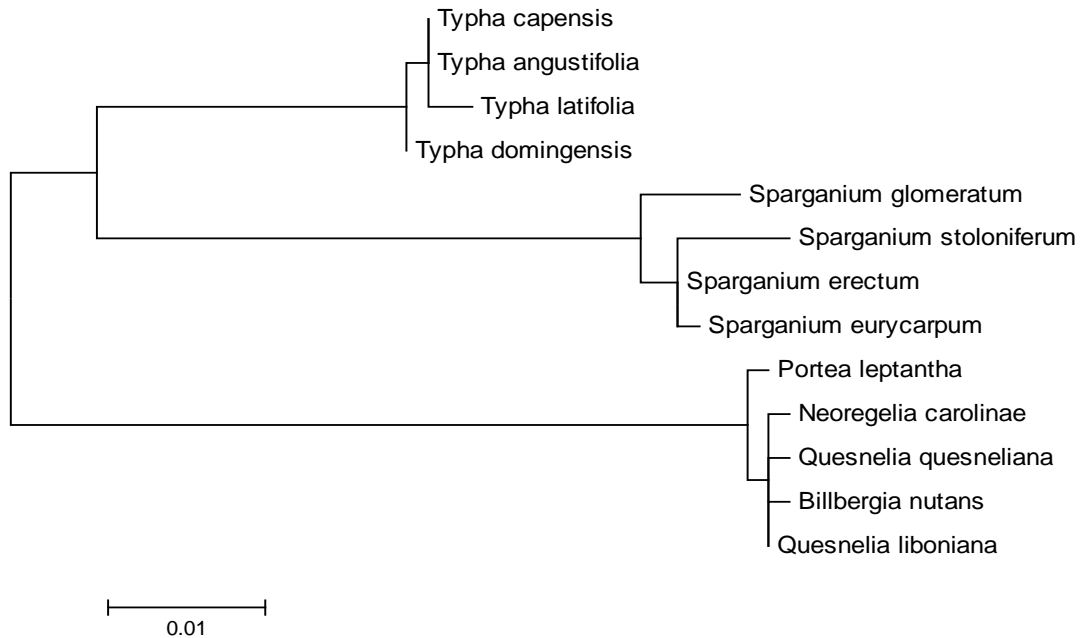 Typha capensis
Typha angustifolia
Typha latifolia
Typha domingensis
Sparganium glomeratum
Sparganium stoloniferum
Sparganium erectum
Sparganium eurycarpum
Portea leptantha
Neoregelia carolinae
Quesnelia quesneliana
Billbergia nutans
Quesnelia liboniana
0.01